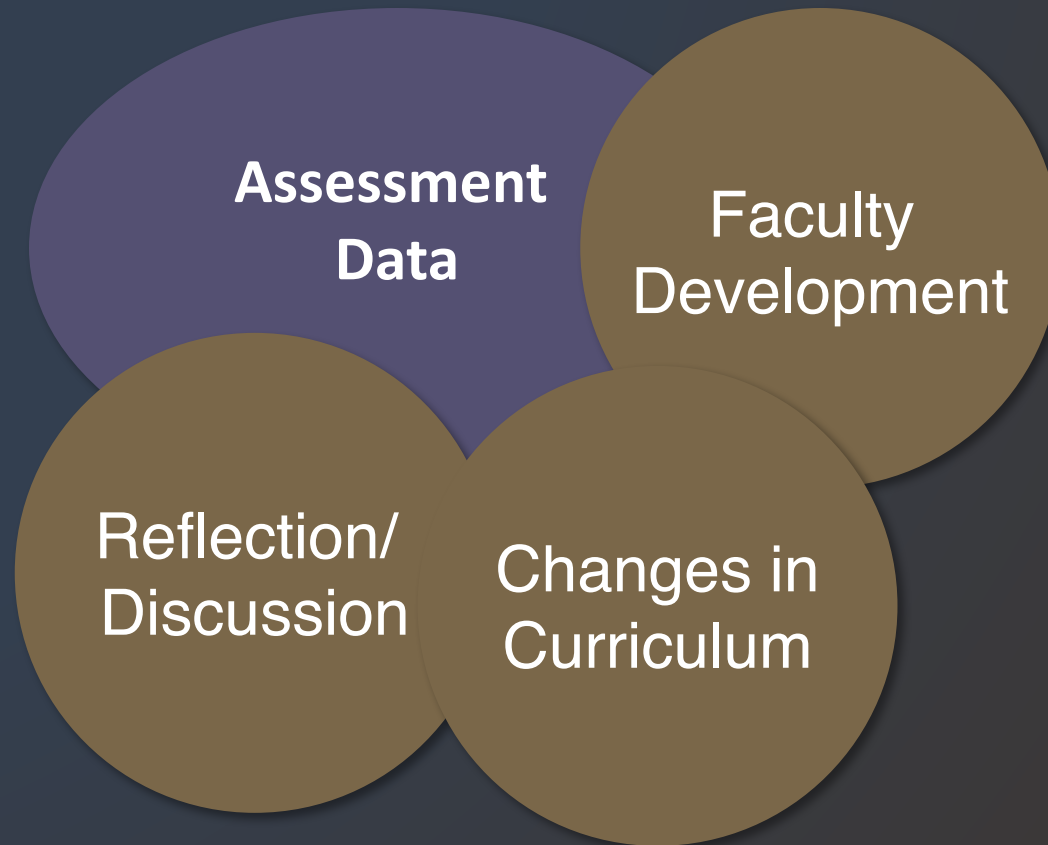 Assessment
Data
Faculty
Development
Reflection/
Discussion
Changes in
Curriculum